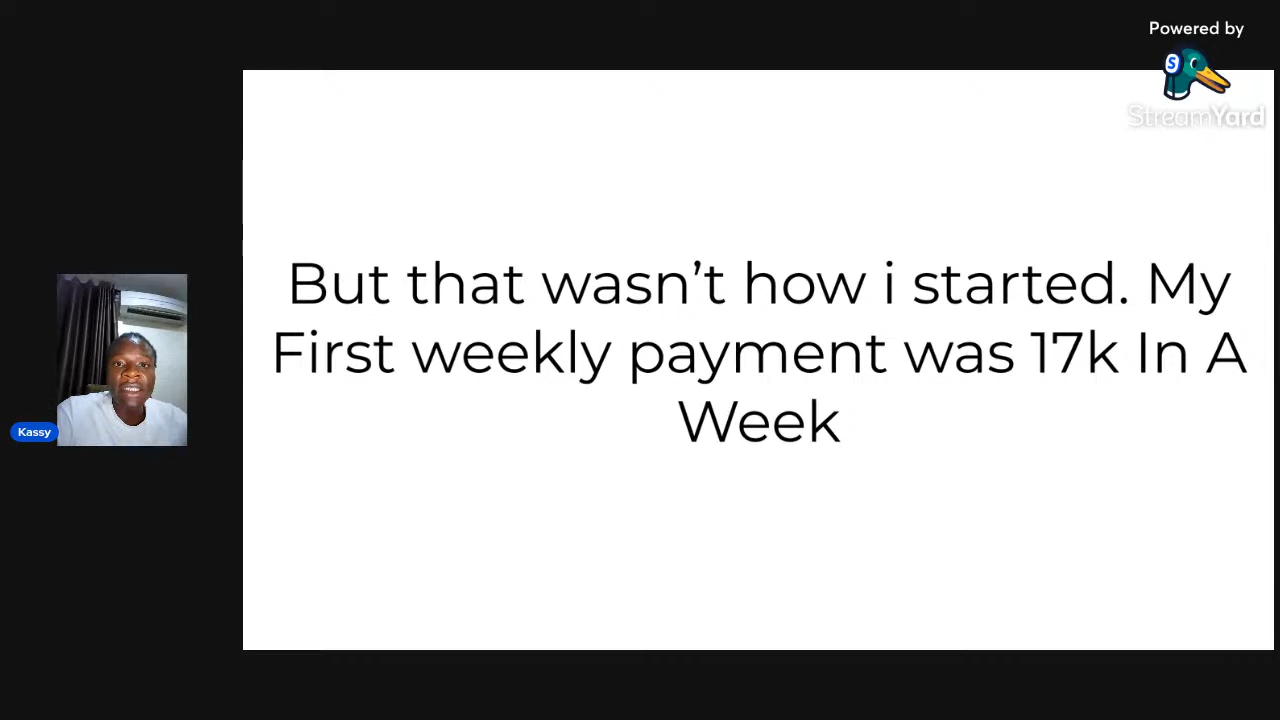 Powered by
S
StreamYard
But that wasn’t how i started. My
First weekly payment was 17k In A
Week
Kassy